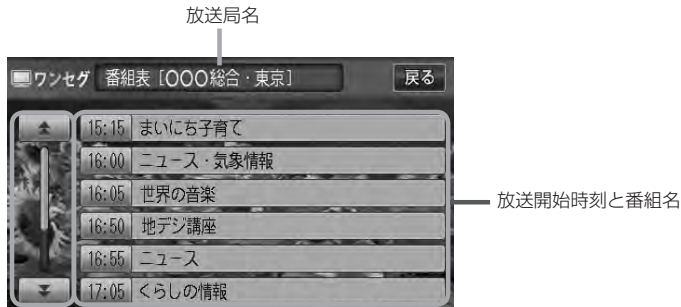 放送局名
ワンセグ 番組表［○○○総合・東京］ 戻る
15:15 まいにち子育て
16:00 ニュース・気象情報
16:05 世界の音楽
16:50 地デジ講座
16:55 ニュース
17:05 くらしの情報
放送開始時刻と番組名